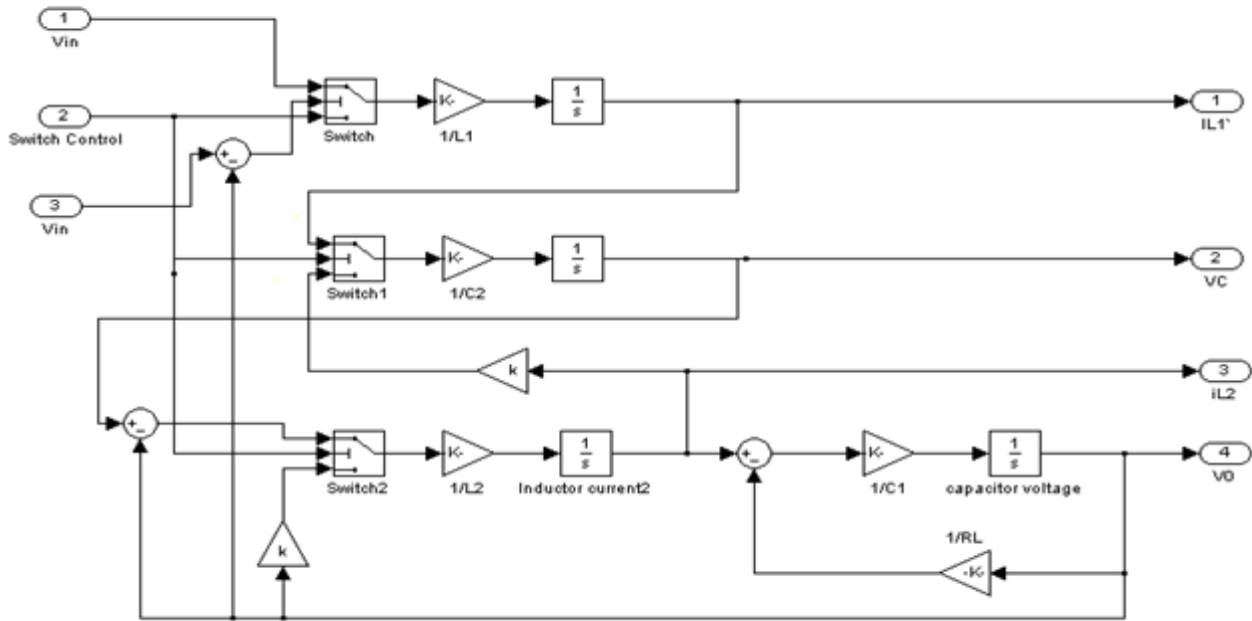 1
Vin
2
Switch Control
3
Vin
+
-
Switch
K-
1/L1
1
s
1
IL1`
Switch1
K-
1/C2
1
s
2
VC
k
3
iL2
+
-
Switch2
K-
1/L2
1
s
Inductor current2
+
-
K-
1/C1
1
s
capacitor voltage
4
V0
k
1/RL
-K-